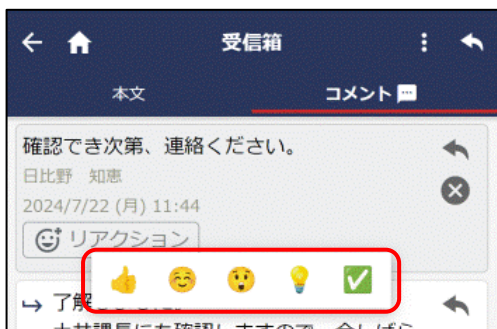 受信箱
本文
コメント
確認でき次第、連絡ください。
日比野 知恵
2024/7/22 (月) 11:44
リアクション
了解